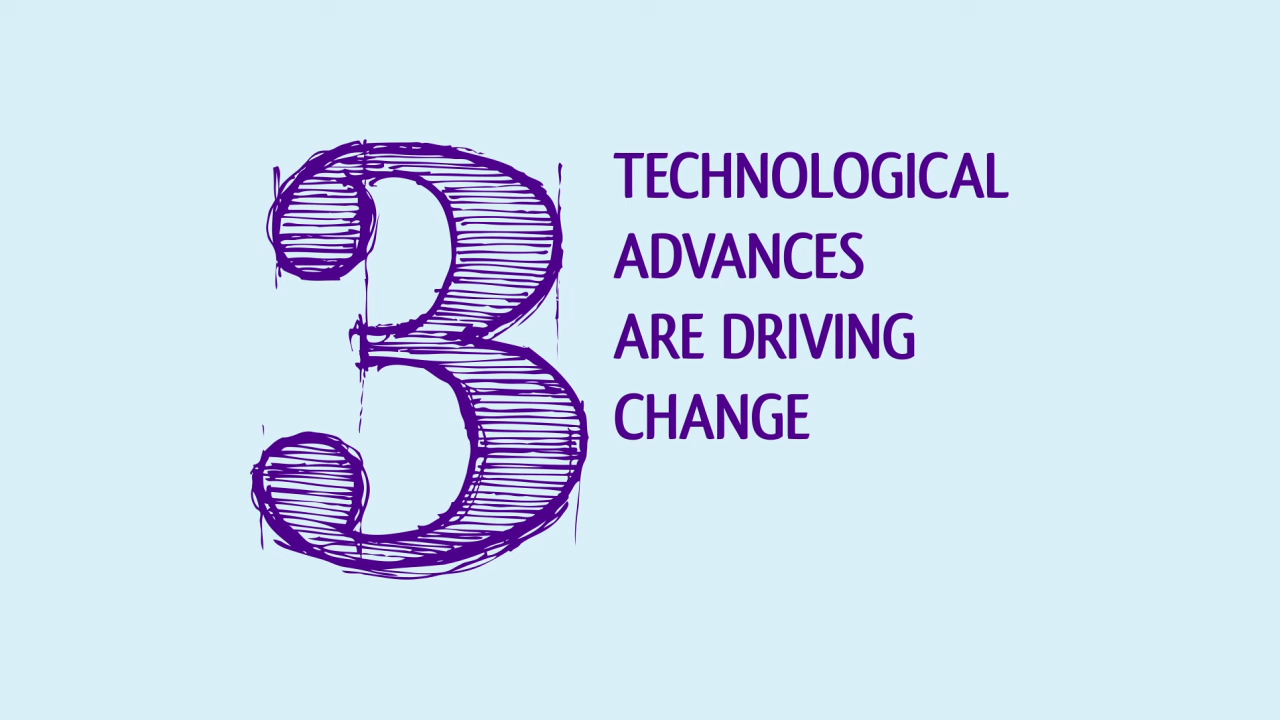 3
TECHNOLOGICAL
ADVANCES
ARE DRIVING
CHANGE